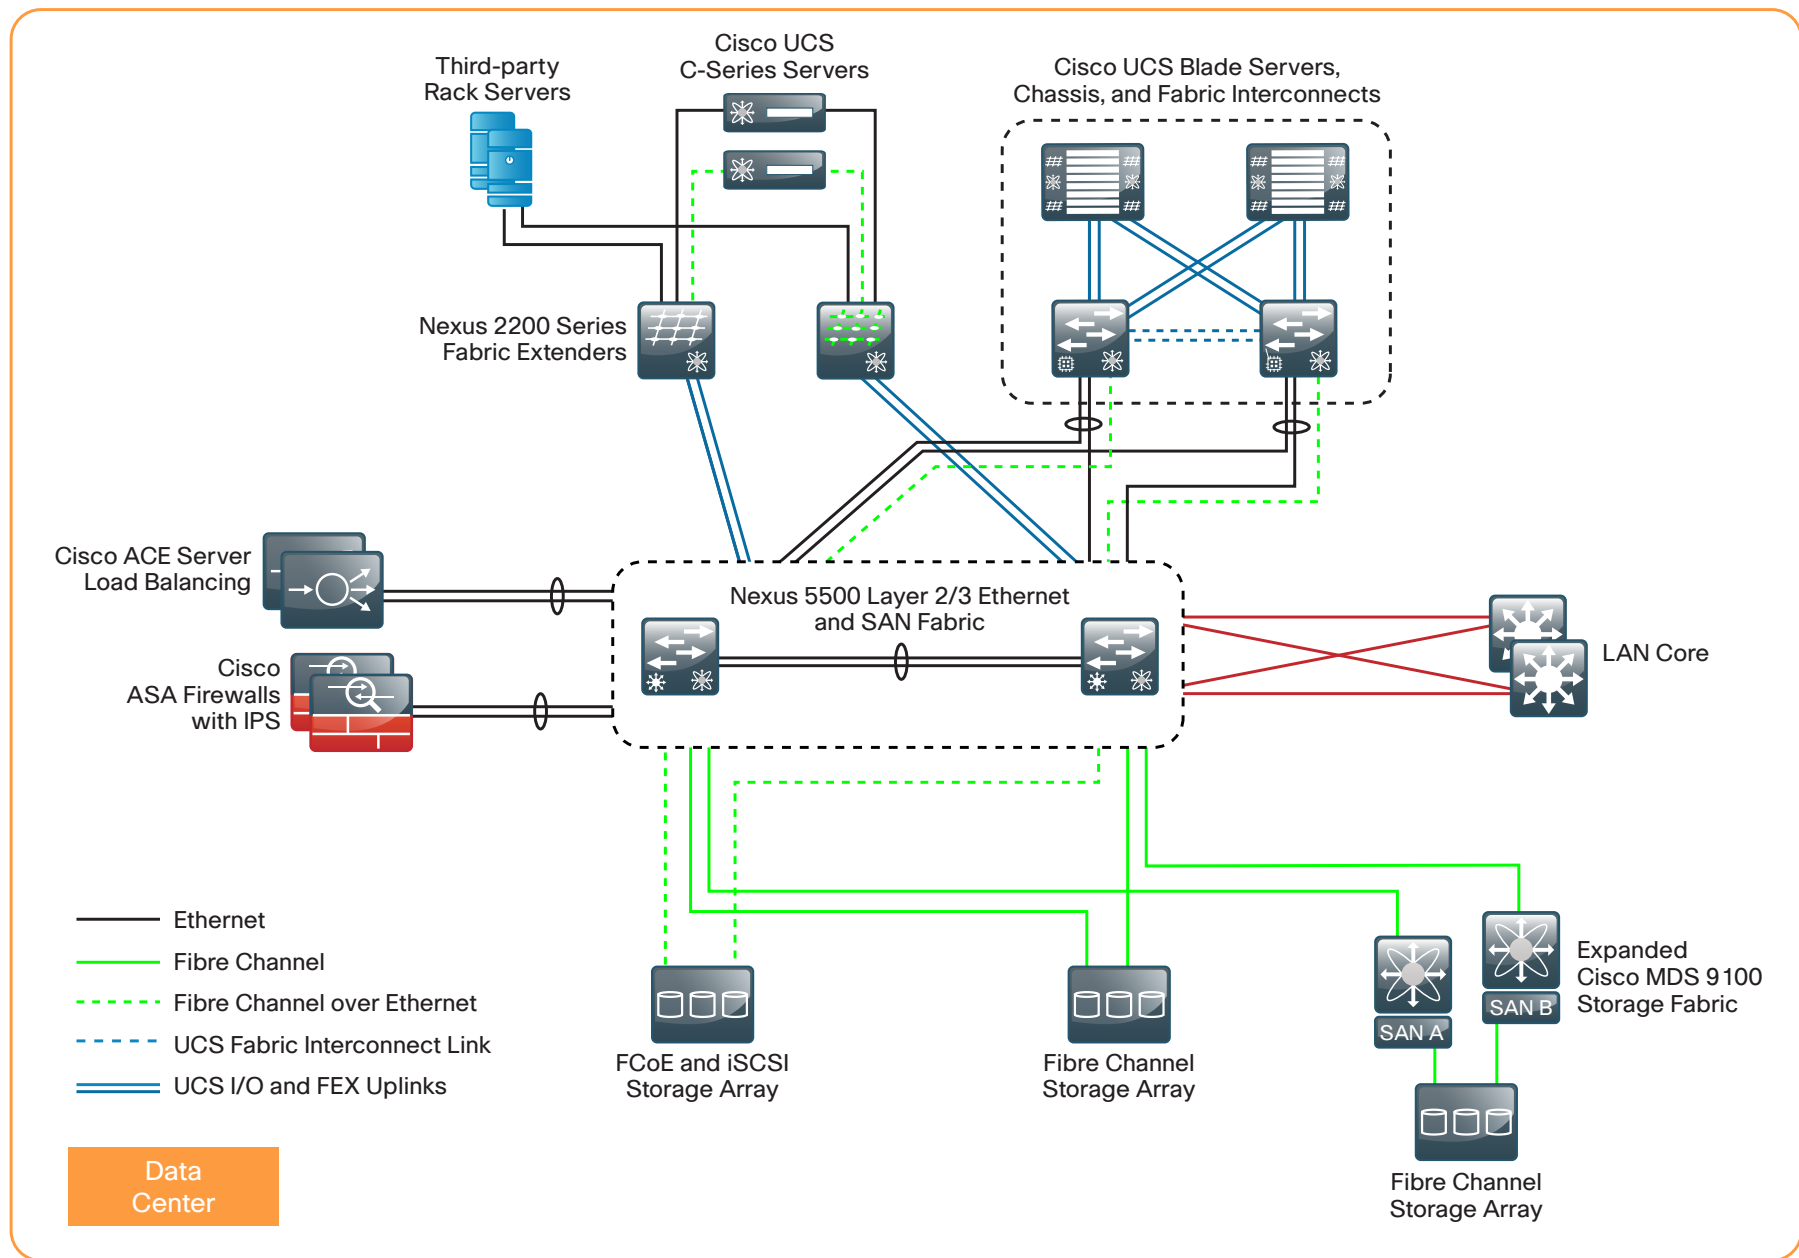 Third-party
Rack Servers
Cisco UCS
C-Series Servers
Cisco UCS Blade Servers,
Chassis, and Fabric Interconnects
Nexus 2200 Series
Fabric Extenders
Cisco ACE Server
Load Balancing
Nexus 5500 Layer 2/3 Ethernet
and SAN Fabric
Cisco
ASA Firewalls
with IPS
LAN Core
Ethernet
Fibre Channel
Fibre Channel over Ethernet
UCS Fabric Interconnect Link
UCS I/O and FEX Uplinks
FCoE and iSCSI
Storage Array
Fibre Channel
Storage Array
SAN A
SAN B
Expanded
Cisco MDS 9100
Storage Fabric
Fibre Channel
Storage Array
Data
Center